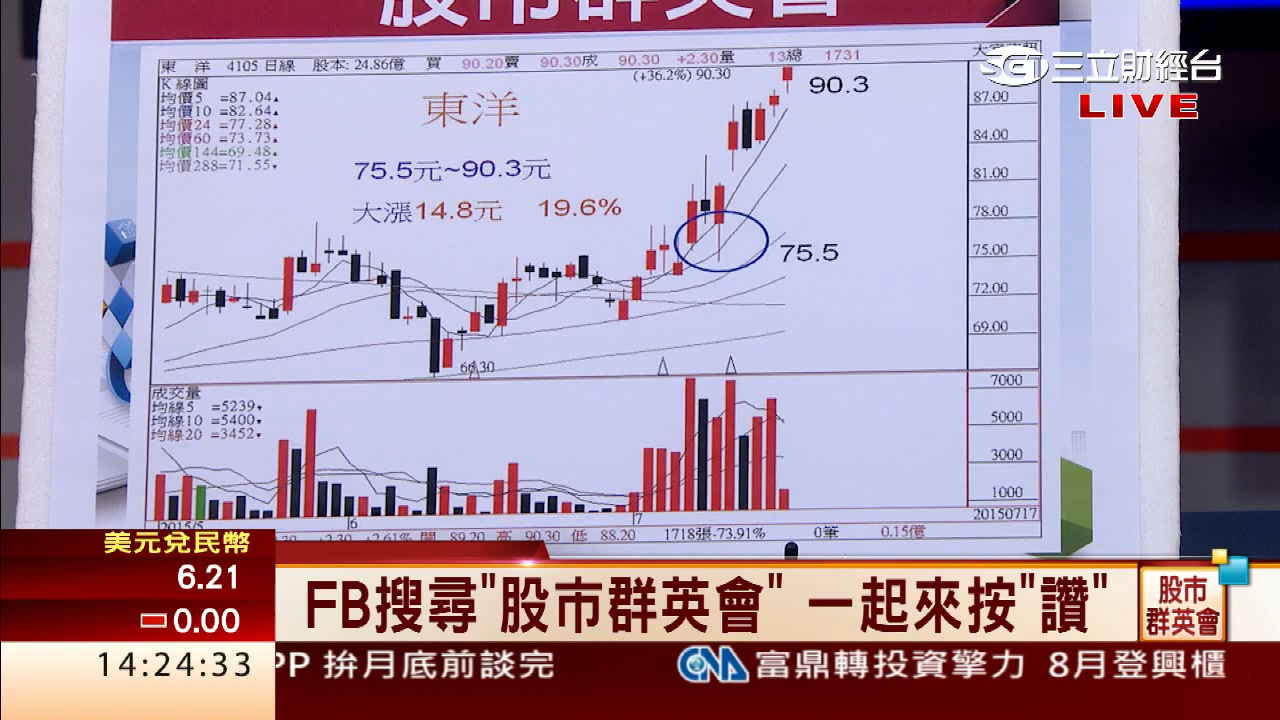 股市群英會
三立財經台
LIVE
東 洋 4105 日線 股本: 24.86億 買 90.20賣 90.30成 90.30 +2.30量 13總 1731
(+36.2%) 90.30
K 線圖
均價5 =87.04
均價10 =82.64
均價24 =77.28
均價60 =73.73
均價144=69.48
均價288=71.55
東洋
90.3
75.5元~90.3元
大漲14.8元 19.6%
75.5
66.30
87.00
84.00
81.00
78.00
75.00
72.00
69.00
成交量
均線5 =5239
均線10 =5400
均線20 =3452
7000
5000
3000
1000
2015/5
6
7
20150717
+2.30 +2.61% 開 89.20 高 90.30 低 88.20 1718張-73.91% 0筆 0.15億
美元兌民幣
6.21
0.00
FB搜尋"股市群英會" 一起來按"讚"
股市
群英會
14:24:33
PP 拚月底前談完 CNA 富鼎轉投資擎力 8月登興櫃